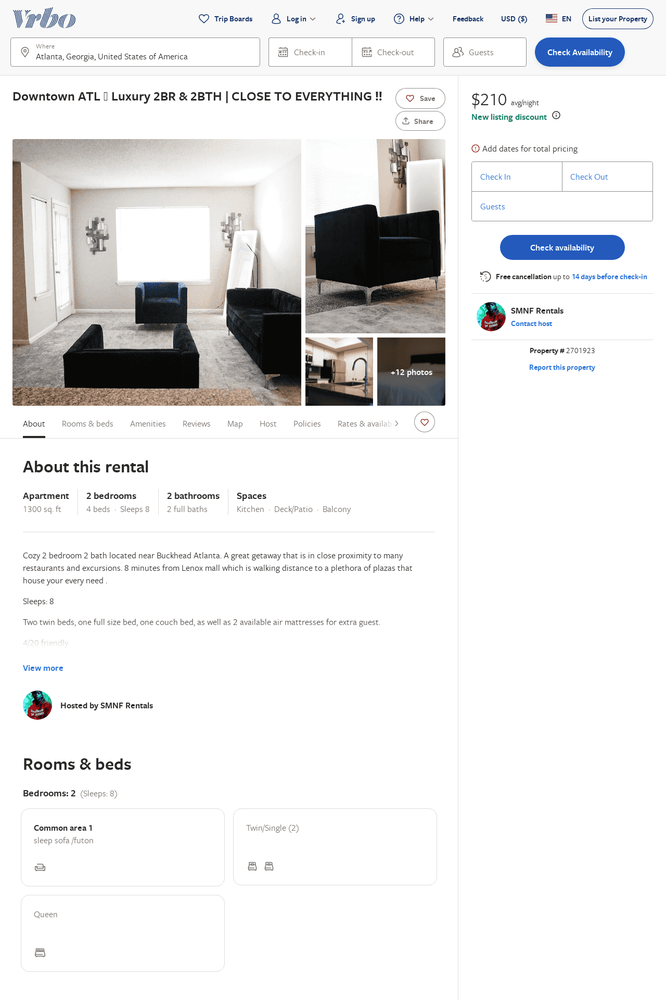 Vrbo
Trip Boards
Log in
Sign up
Help
Feedback
USD ($)
EN
List your Property
Where
Atlanta, Georgia, United States of America
Check-in
Check-out
Guests
Check Availability
Downtown ATL ▯ Luxury 2BR & 2BTH | CLOSE TO EVERYTHING !!
Save
Share
$210 avg/night
New listing discount
Add dates for total pricing
Check In
Check Out
Guests
Check availability
Free cancellation up to 14 days before check-in
SMNF Rentals
Contact host
Property # 2701923
Report this property
+12 photos
About
Rooms & beds
Amenities
Reviews
Map
Host
Policies
Rates & availab
About this rental
Apartment
1300 sq. ft
2 bedrooms
4 beds · Sleeps 8
2 bathrooms
2 full baths
Spaces
Kitchen · Deck/Patio · Balcony
Cozy 2 bedroom 2 bath located near Buckhead Atlanta. A great getaway that is in close proximity to many
restaurants and excursions. 8 minutes from Lenox mall which is walking distance to a plethora of plazas that
house your every need .
Sleeps: 8
Two twin beds, one full size bed, one couch bed, as well as 2 available air mattresses for extra guest.
4/20 friendly
View more
Hosted by SMNF Rentals
Rooms & beds
Bedrooms: 2 (Sleeps: 8)
Common area 1
sleep sofa /futon
Twin/Single (2)
Queen